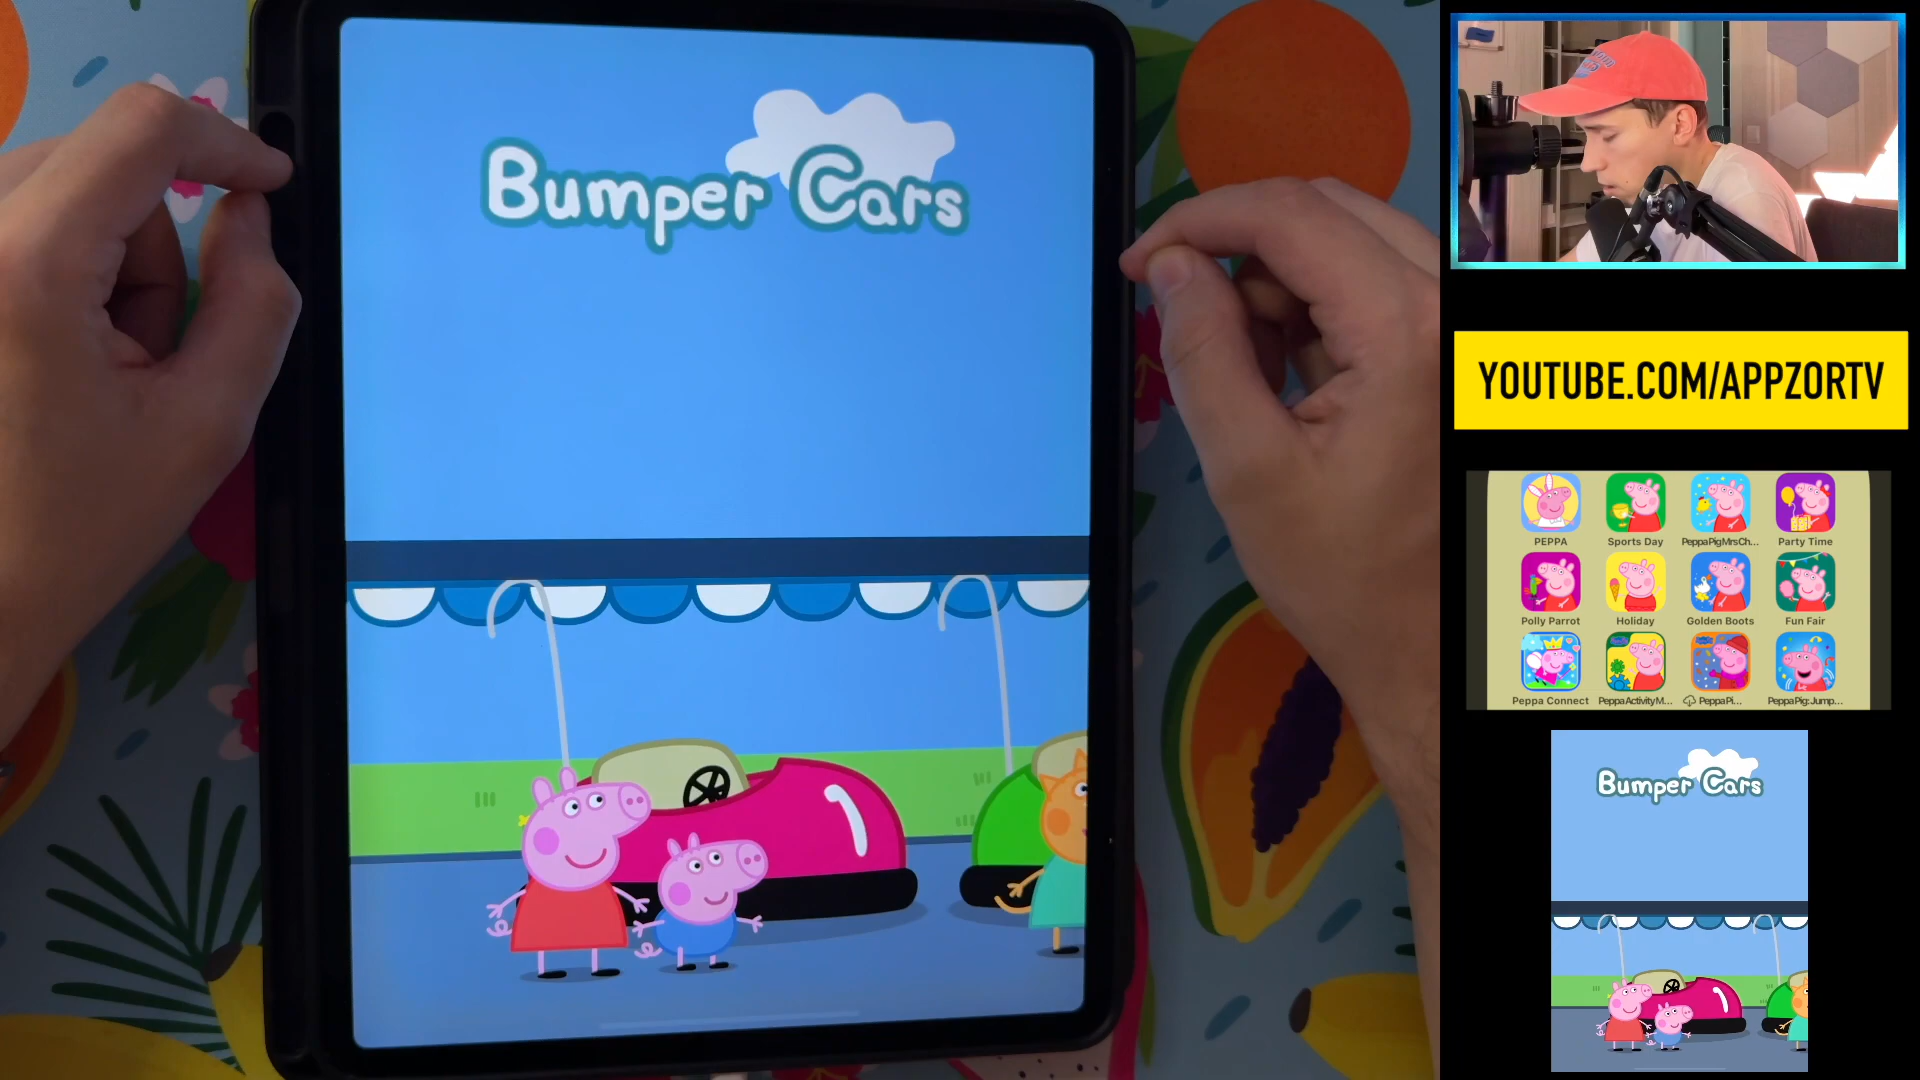 Bumper Cars
YOUTUBE.COM/APPZORTV
PEPPA
Sports Day
PeppaPigMrsCh...
Party Time
Polly Parrot
Holiday
Golden Boots
Fun Fair
Peppa Connect
PeppaActivityM...
PeppaPi...
PeppaPig:Jump...
Bumper Cars